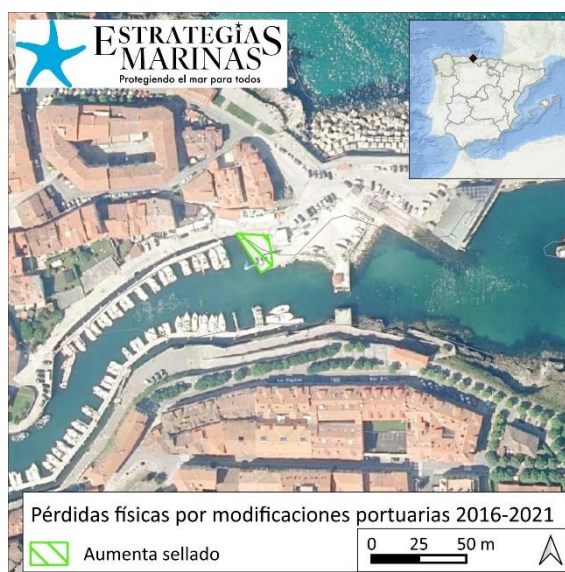 ESTRATEGIAS
MARINAS
Protegiendo el mar para todos
Pérdidas físicas por modificaciones portuarias 2016-2021
Aumenta sellado
0 25 50 m